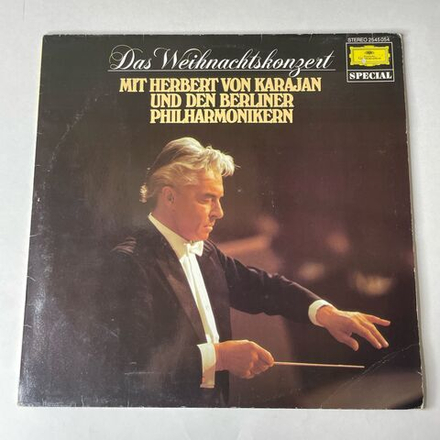 STEREO 2545 054
Das Weihnachtskonzert
SPECIAL
MIT HERBERT VON KARAJAN
UND DEN BERLINER
PHILHARMONIKERN